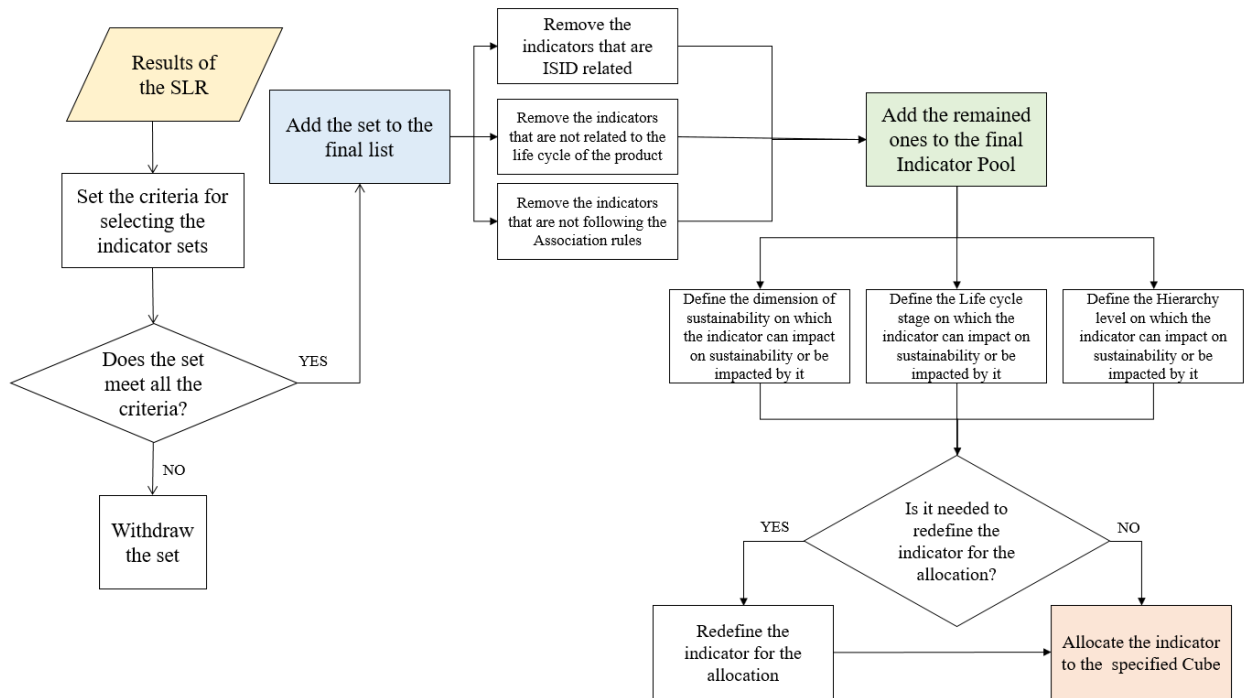 Results of
the SLR
Set the criteria for
selecting the
indicator sets
Does the set
meet all the
criteria?
YES
NO
Withdraw
the set
Add the set to the
final list
Remove the
indicators that are
ISID related
Remove the indicators
that are not related to the
life cycle of the product
Remove the indicators
that are not following the
Association rules
Add the remained
ones to the final
Indicator Pool
Define the dimension of
sustainability on which
the indicator can impact
on sustainability or be
impacted by it
Define the Life cycle
stage on which the
indicator can impact on
sustainability or be
impacted by it
Define the Hierarchy
level on which the
indicator can impact on
sustainability or be
impacted by it
Is it needed to
redefine the
indicator for the
allocation?
YES
NO
Redefine the
indicator for the
allocation
Allocate the indicator
to the specified Cube